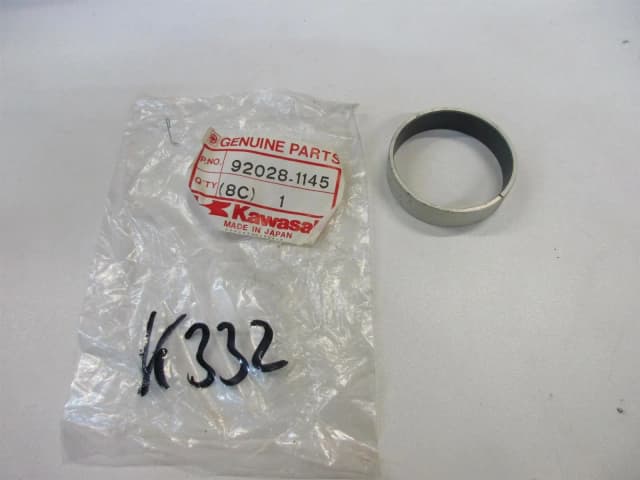 GENUINE PARTS
P.NO. 92028-1145
Q'TY (8C) 1
Kawasaki
MADE IN JAPAN
K332